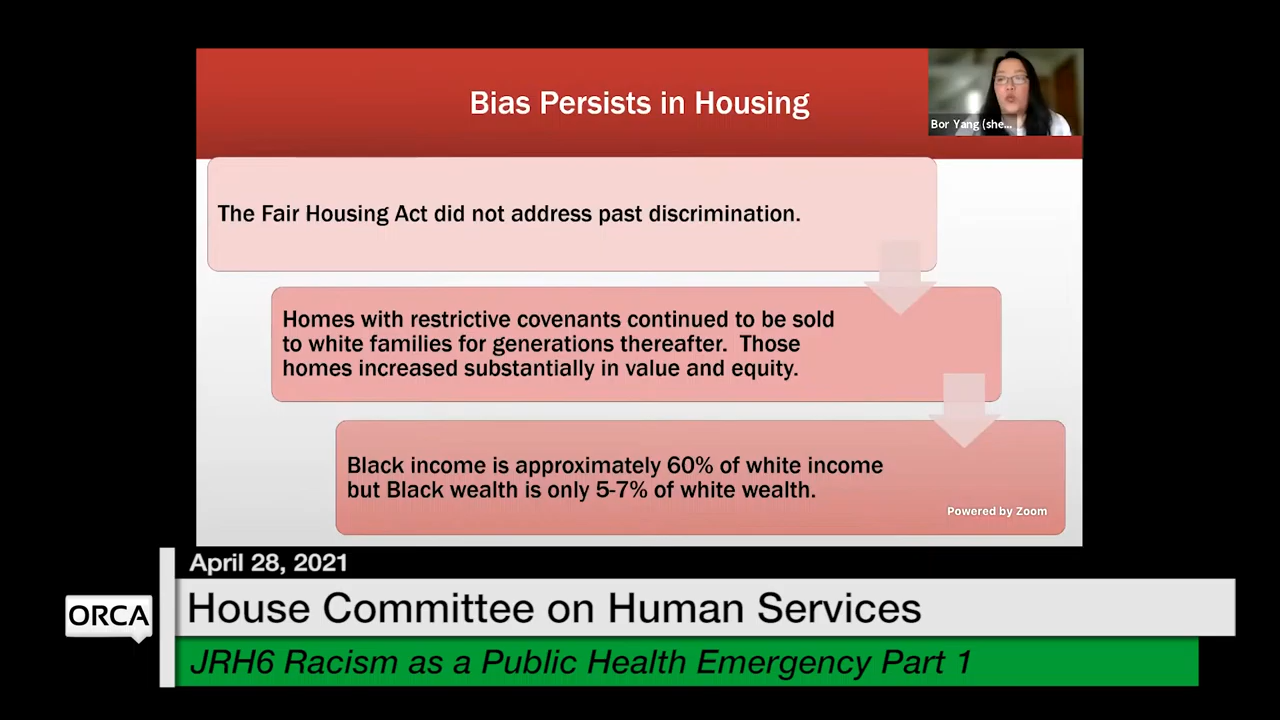 Bias Persists in Housing
Bor Yang (she...
The Fair Housing Act did not address past discrimination.
Homes with restrictive covenants continued to be sold
to white families for generations thereafter.  Those
homes increased substantially in value and equity.
Black income is approximately 60% of white income
but Black wealth is only 5-7% of white wealth.
Powered by Zoom
April 28, 2021
ORCA
House Committee on Human Services
JRH6 Racism as a Public Health Emergency Part 1